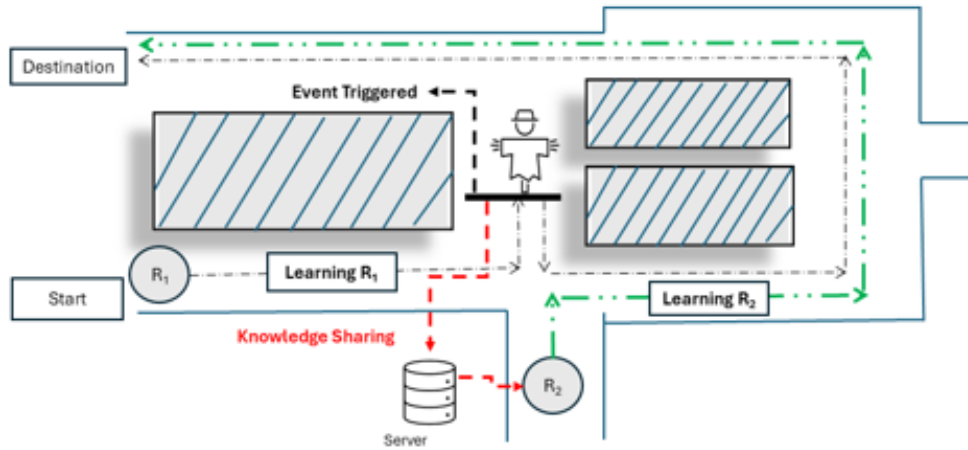 Destination
Event Triggered
R₁
Learning R₁
Start
Learning R₂
Knowledge Sharing
R₂
Server